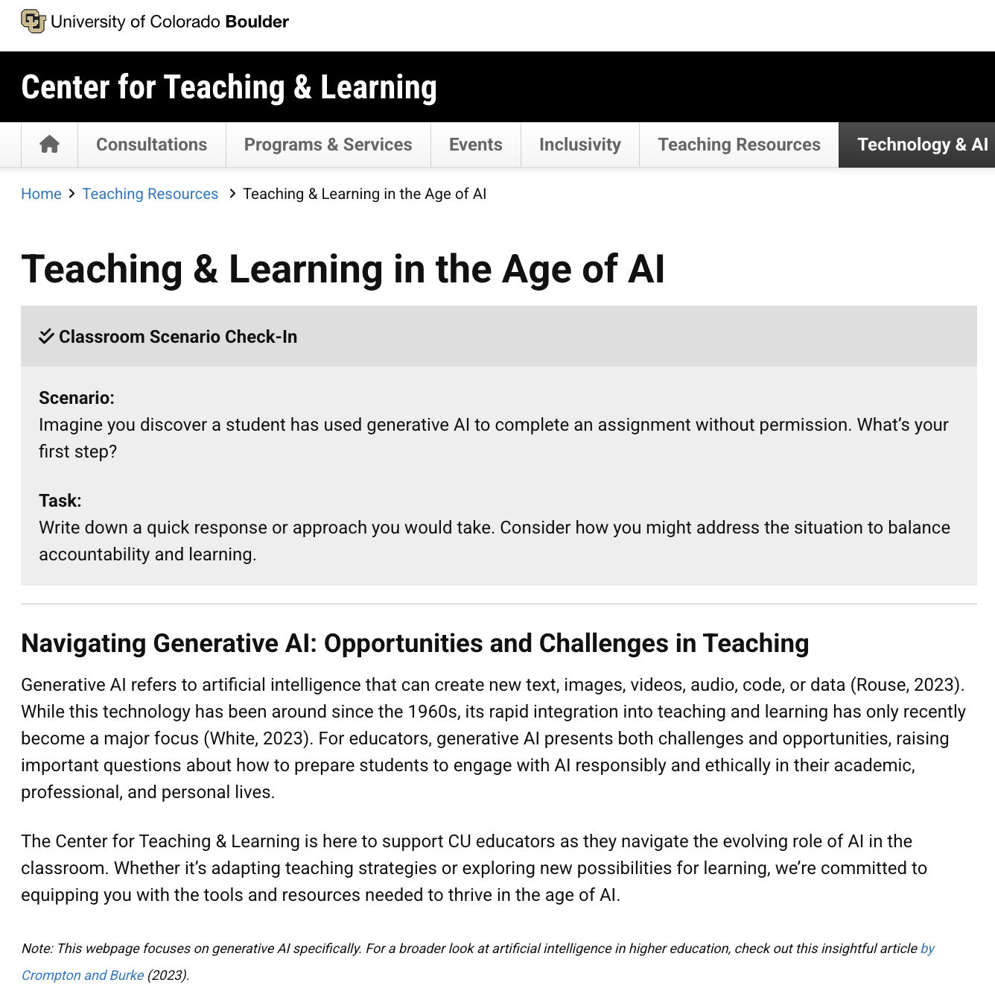 University of Colorado Boulder
Center for Teaching & Learning
Consultations
Programs & Services
Events
Inclusivity
Teaching Resources
Technology & AI
Home
Teaching Resources
Teaching & Learning in the Age of AI
Teaching & Learning in the Age of AI
Classroom Scenario Check-In
Scenario:
Imagine you discover a student has used generative AI to complete an assignment without permission. What’s your
first step?
Task:
Write down a quick response or approach you would take. Consider how you might address the situation to balance
accountability and learning.
Navigating Generative AI: Opportunities and Challenges in Teaching
Generative AI refers to artificial intelligence that can create new text, images, videos, audio, code, or data (Rouse, 2023).
While this technology has been around since the 1960s, its rapid integration into teaching and learning has only recently
become a major focus (White, 2023). For educators, generative AI presents both challenges and opportunities, raising
important questions about how to prepare students to engage with AI responsibly and ethically in their academic,
professional, and personal lives.
The Center for Teaching & Learning is here to support CU educators as they navigate the evolving role of AI in the
classroom. Whether it’s adapting teaching strategies or exploring new possibilities for learning, we’re committed to
equipping you with the tools and resources needed to thrive in the age of AI.
Note: This webpage focuses on generative AI specifically. For a broader look at artificial intelligence in higher education, check out this insightful article by
Crompton and Burke (2023).